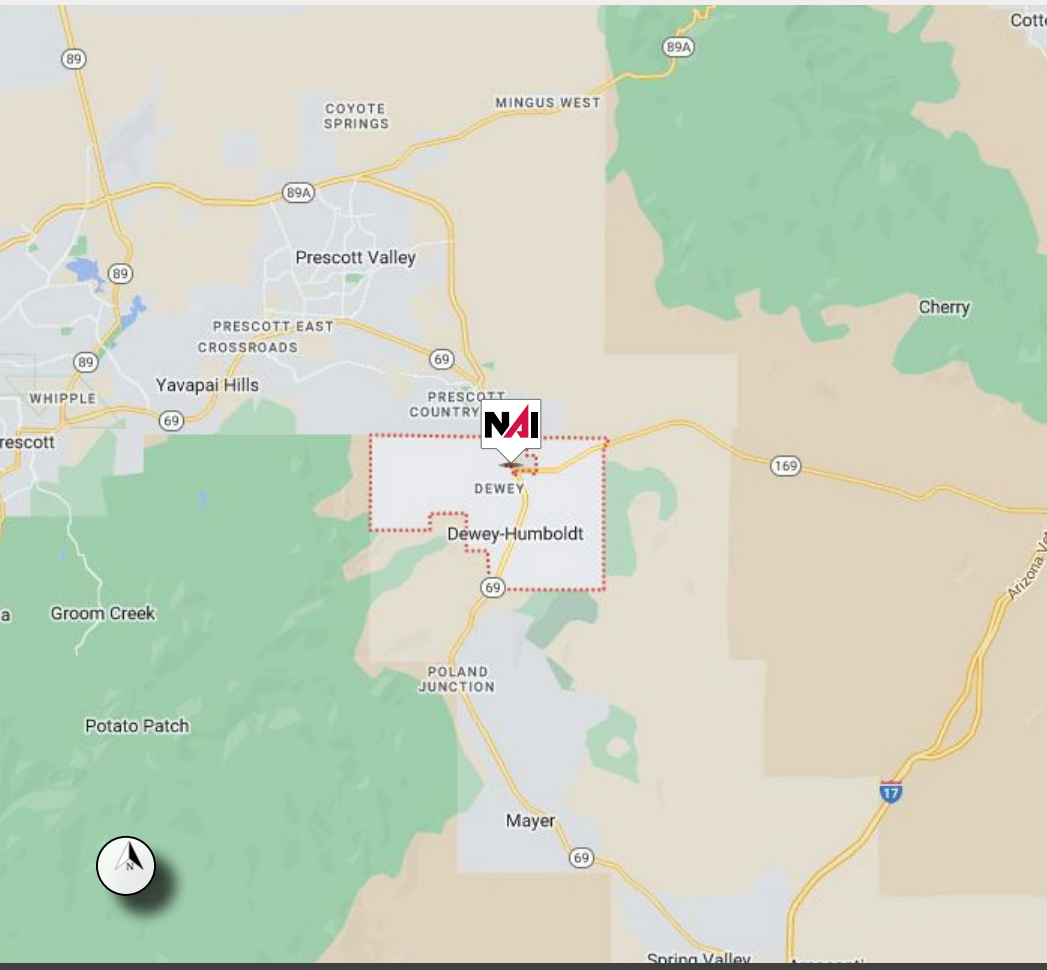 Cott
89
89A
MINGUS WEST
COYOTE
SPRINGS
89A
Prescott Valley
89
Cherry
PRESCOTT EAST
CROSSROADS
69
89
Yavapai Hills
WHIPPLE
PRESCOTT
COUNTRY
69
NAI
rescott
169
DEWEY
Dewey-Humboldt
Arizona Vet
69
a
Groom Creek
POLAND
JUNCTION
Potato Patch
17
Mayer
69
N
Spring Valley